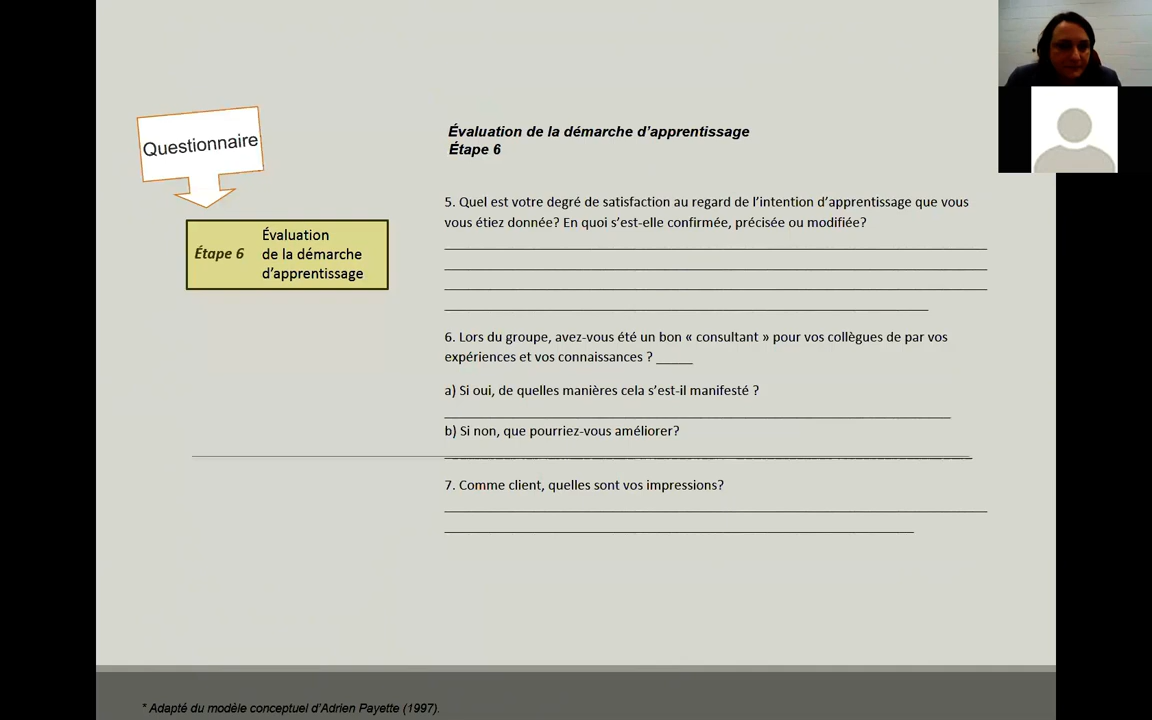 Questionnaire
Étape 6
Évaluation
de la démarche
d’apprentissage
Évaluation de la démarche d’apprentissage
Étape 6
5. Quel est votre degré de satisfaction au regard de l’intention d’apprentissage que vous
vous étiez donnée? En quoi s’est-elle confirmée, précisée ou modifiée?
6. Lors du groupe, avez-vous été un bon « consultant » pour vos collègues de par vos
expériences et vos connaissances ? _____
a) Si oui, de quelles manières cela s’est-il manifesté ?
b) Si non, que pourriez-vous améliorer?
7. Comme client, quelles sont vos impressions?
* Adapté du modèle conceptuel d’Adrien Payette (1997).